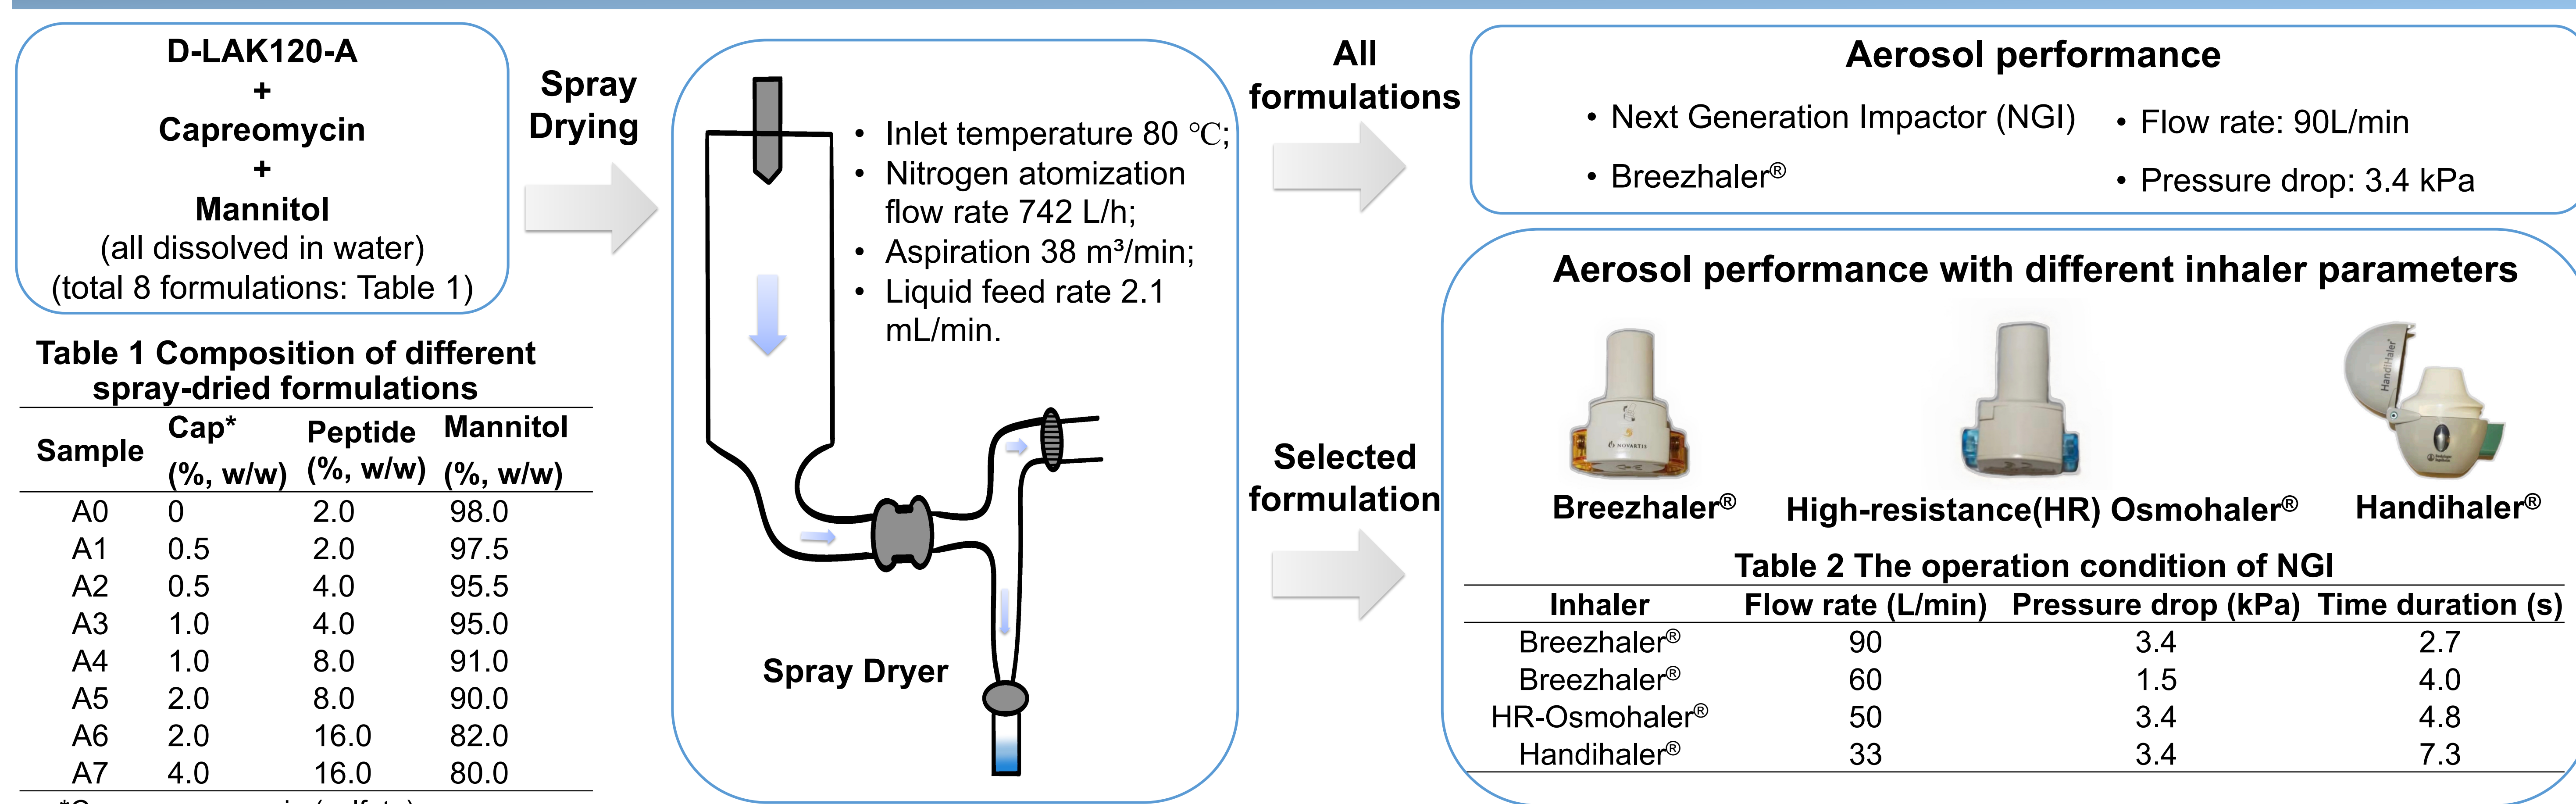 D-LAK120-A
+
Capreomycin
+
Mannitol
(all dissolved in water)
(total 8 formulations: Table 1)
Table 1 Composition of different
spray-dried formulations
Sample Cap* (%, w/w) Peptide (%, w/w) Mannitol (%, w/w)
A0 0 2.0 98.0
A1 0.5 2.0 97.5
A2 0.5 4.0 95.5
A3 1.0 4.0 95.0
A4 1.0 8.0 91.0
A5 2.0 8.0 90.0
A6 2.0 16.0 82.0
A7 4.0 16.0 80.0
Spray
Drying
• Inlet temperature 80 °C;
• Nitrogen atomization
flow rate 742 L/h;
• Aspiration 38 m³/min;
• Liquid feed rate 2.1
mL/min.
Spray Dryer
All
formulations
Selected
formulation
Aerosol performance
• Next Generation Impactor (NGI)
• Breezhaler®
• Flow rate: 90L/min
• Pressure drop: 3.4 kPa
Aerosol performance with different inhaler parameters
NOVARTIS
HandiHaler®
Breezhaler® High-resistance(HR) Osmohaler® Handihaler®
Table 2 The operation condition of NGI
Inhaler Flow rate (L/min) Pressure drop (kPa) Time duration (s)
Breezhaler® 90 3.4 2.7
Breezhaler® 60 1.5 4.0
HR-Osmohaler® 50 3.4 4.8
Handihaler® 33 3.4 7.3